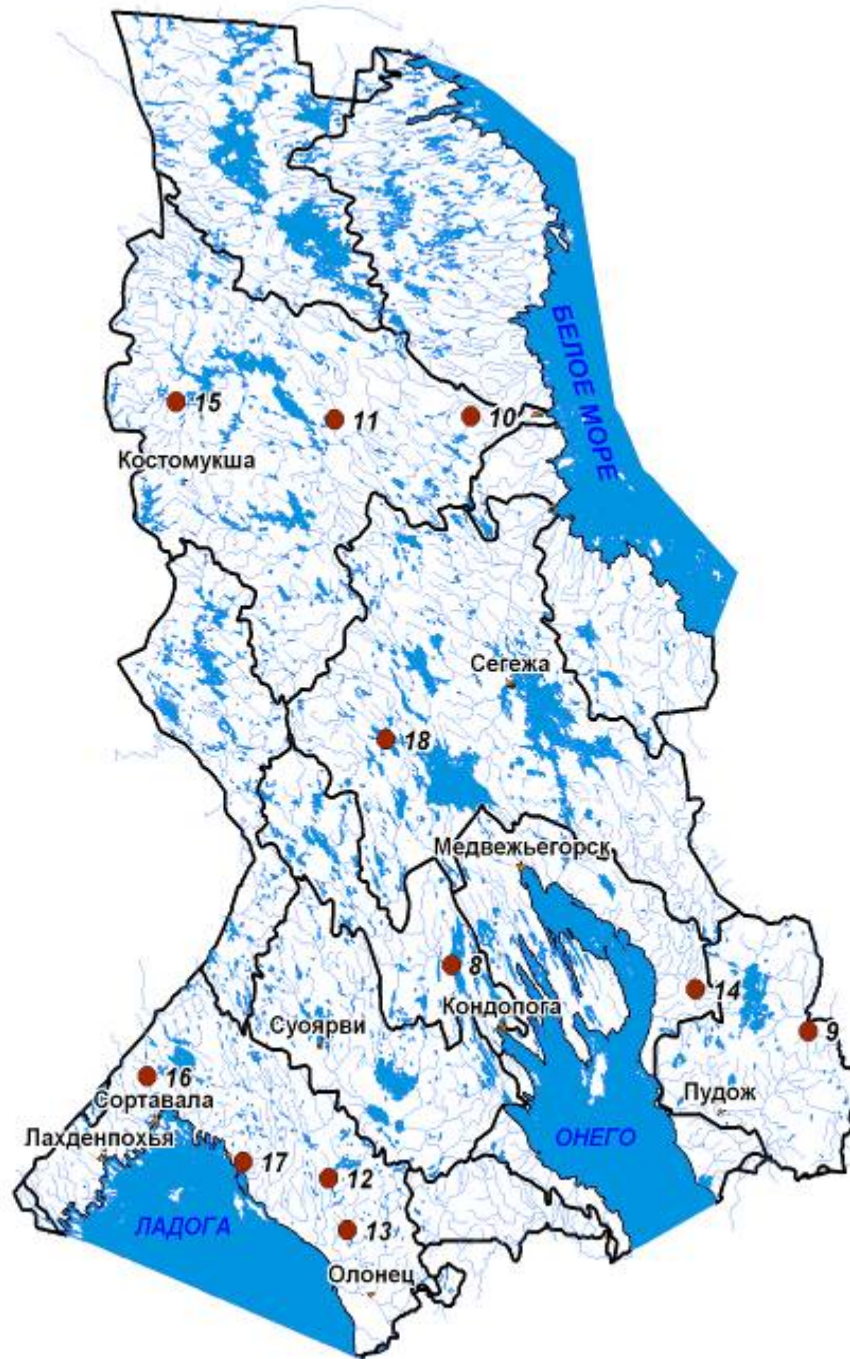 БЕЛОЕ МОРЕ
15
11
10
Костомукша
Сегежа
18
Медвежьегорск
8
14
Кондопога
Суоярви
9
16
Пудож
Сортавала
Лахденпохья
ОНЕГО
17
12
ЛАДОГА
13
Олонец